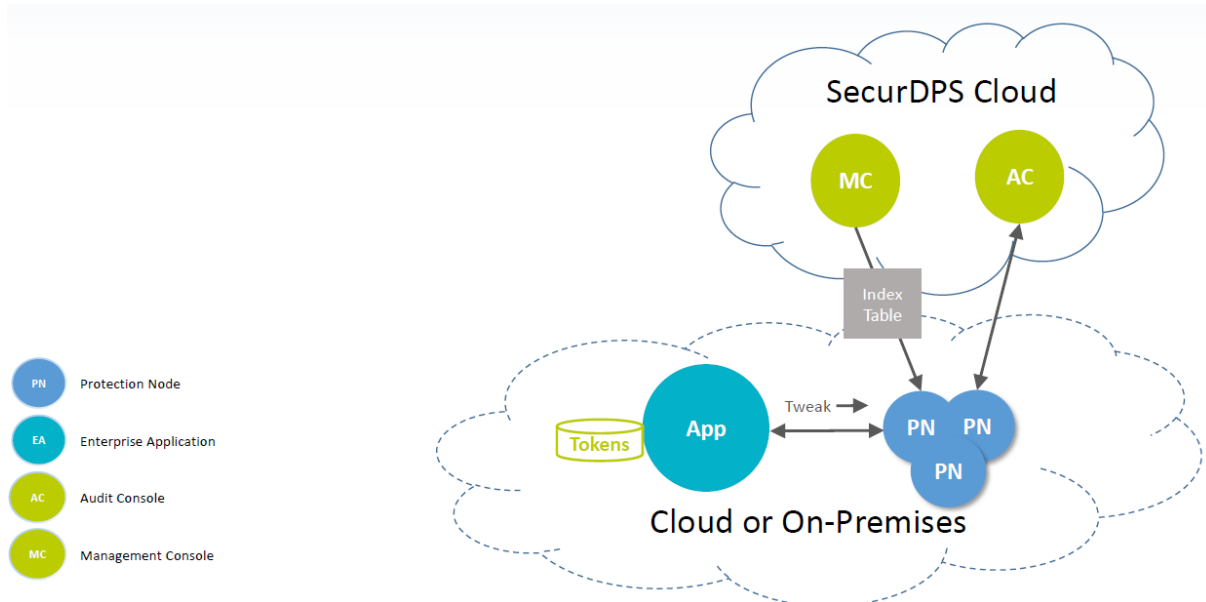 SecurDPS Cloud
MC
AC
Index
Table
Tweak
App
Tokens
PN
PN
PN
Cloud or On-Premises
PN Protection Node
EA Enterprise Application
AC Audit Console
MC Management Console